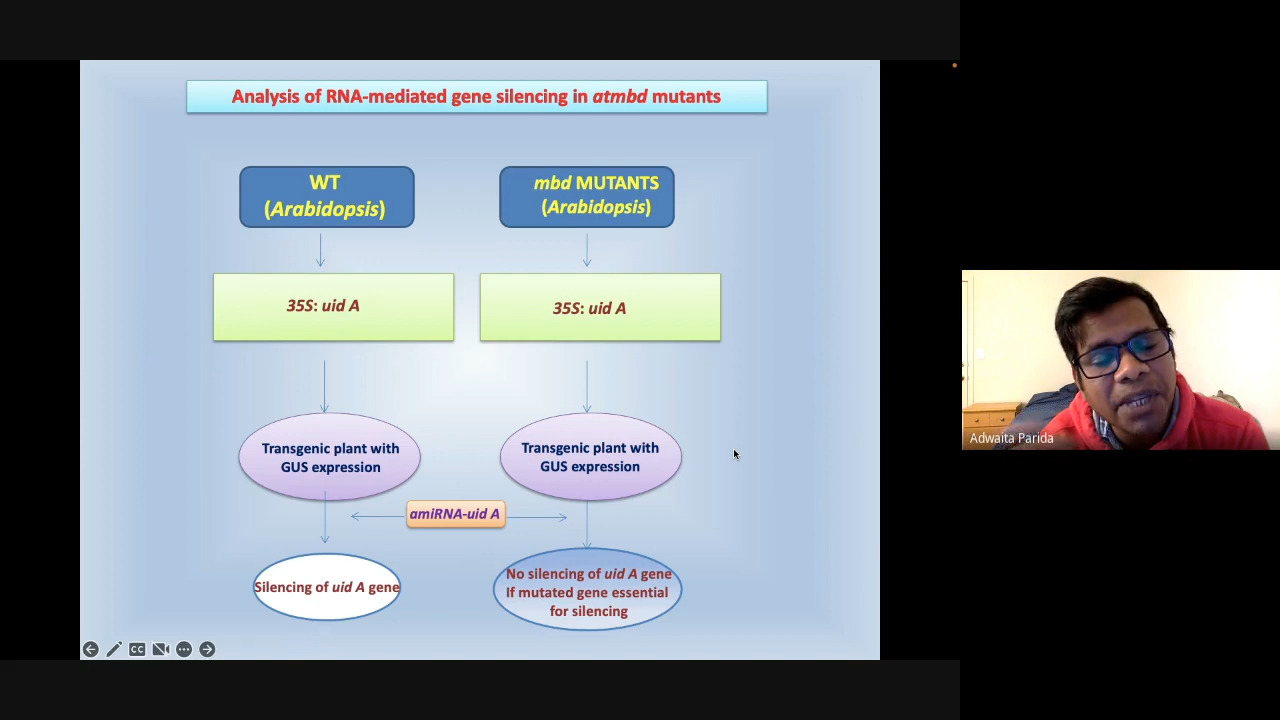 Analysis of RNA-mediated gene silencing in atmbd mutants
WT
(Arabidopsis)
mbd MUTANTS
(Arabidopsis)
35S: uid A
35S: uid A
Transgenic plant with
GUS expression
Transgenic plant with
GUS expression
amiRNA-uid A
Silencing of uid A gene
No silencing of uid A gene
If mutated gene essential
for silencing
CC
Adwaita Parida